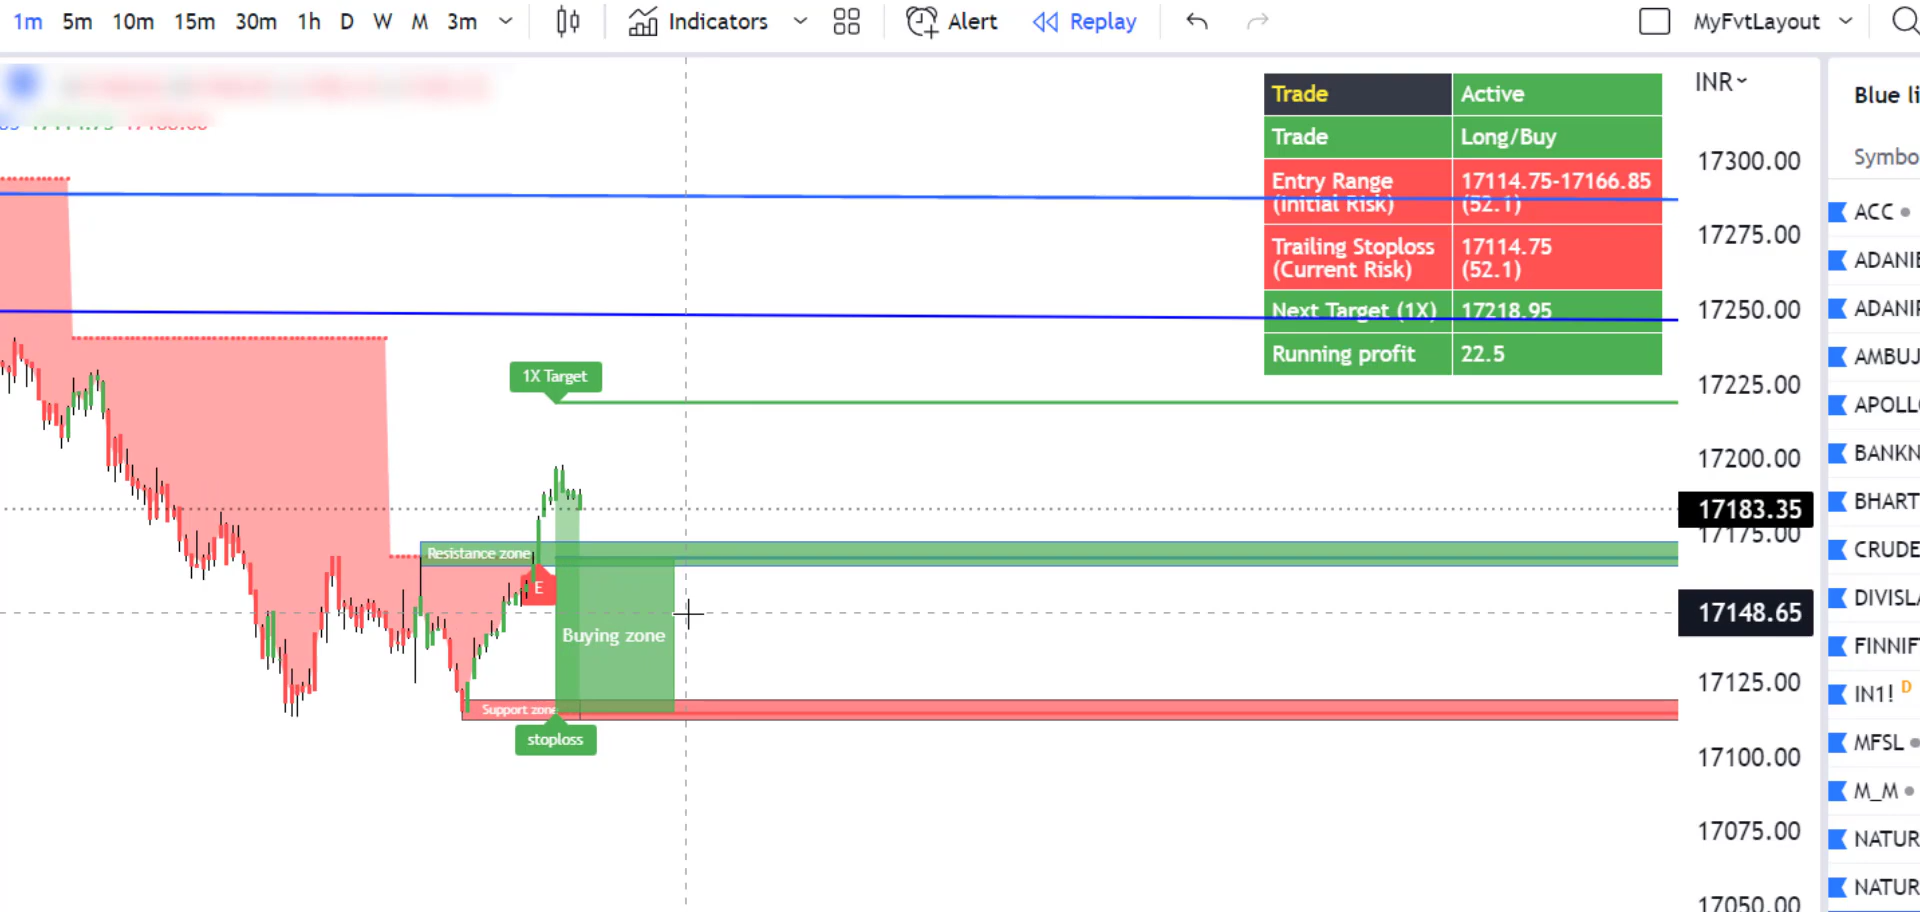 1m 5m 10m 15m 30m 1h D W M 3m Indicators Alert Replay MyFvtLayout
INR
Blue li
Symbo
Trade Active
Trade Long/Buy
Entry Range 17114.75-17166.85
(Initial Risk) (52.1)
Trailing Stoploss 17114.75
(Current Risk) (52.1)
Next Target (1X) 17218.95
Running profit 22.5
1X Target
Resistance zone
E
Buying zone
Support zone
stoploss
17300.00
17275.00
17250.00
17225.00
17200.00
17183.35
17175.00
17148.65
17125.00
17100.00
17075.00
17050.00
ACC
ADANIE
ADANIP
AMBUJ
APOLLO
BANKN
BHART
CRUDE
DIVISLA
FINNIF
IN1! D
MFSL
M_M
NATUR
NATUR